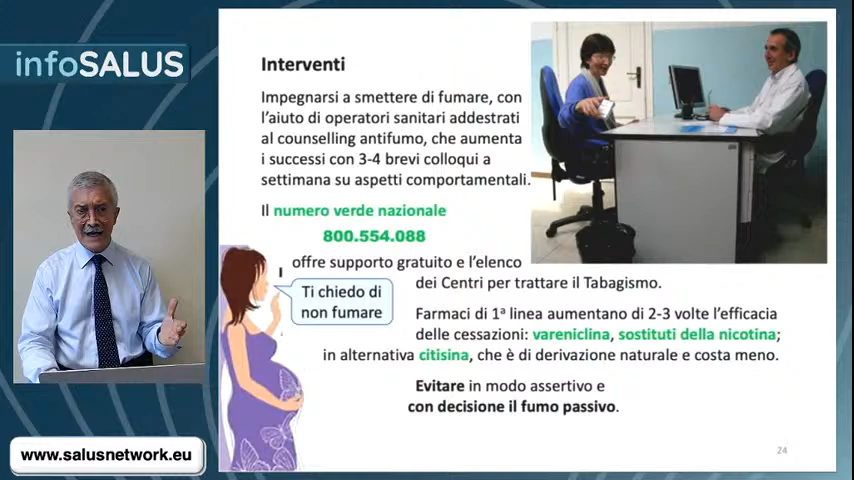 infoSALUS
Interventi
Impegnarsi a smettere di fumare, con
l'aiuto di operatori sanitari addestrati
al counselling antifumo, che aumenta
i successi con 3-4 brevi colloqui a
settimana su aspetti comportamentali.
Il numero verde nazionale
800.554.088
offre supporto gratuito e l'elenco
dei Centri per trattare il Tabagismo.
Ti chiedo di
non fumare
Farmaci di 1ª linea aumentano di 2-3 volte l'efficacia
delle cessazioni: vareniclina, sostituti della nicotina;
in alternativa citisina, che è di derivazione naturale e costa meno.
Evitare in modo assertivo e
con decisione il fumo passivo.
24
www.salusnetwork.eu